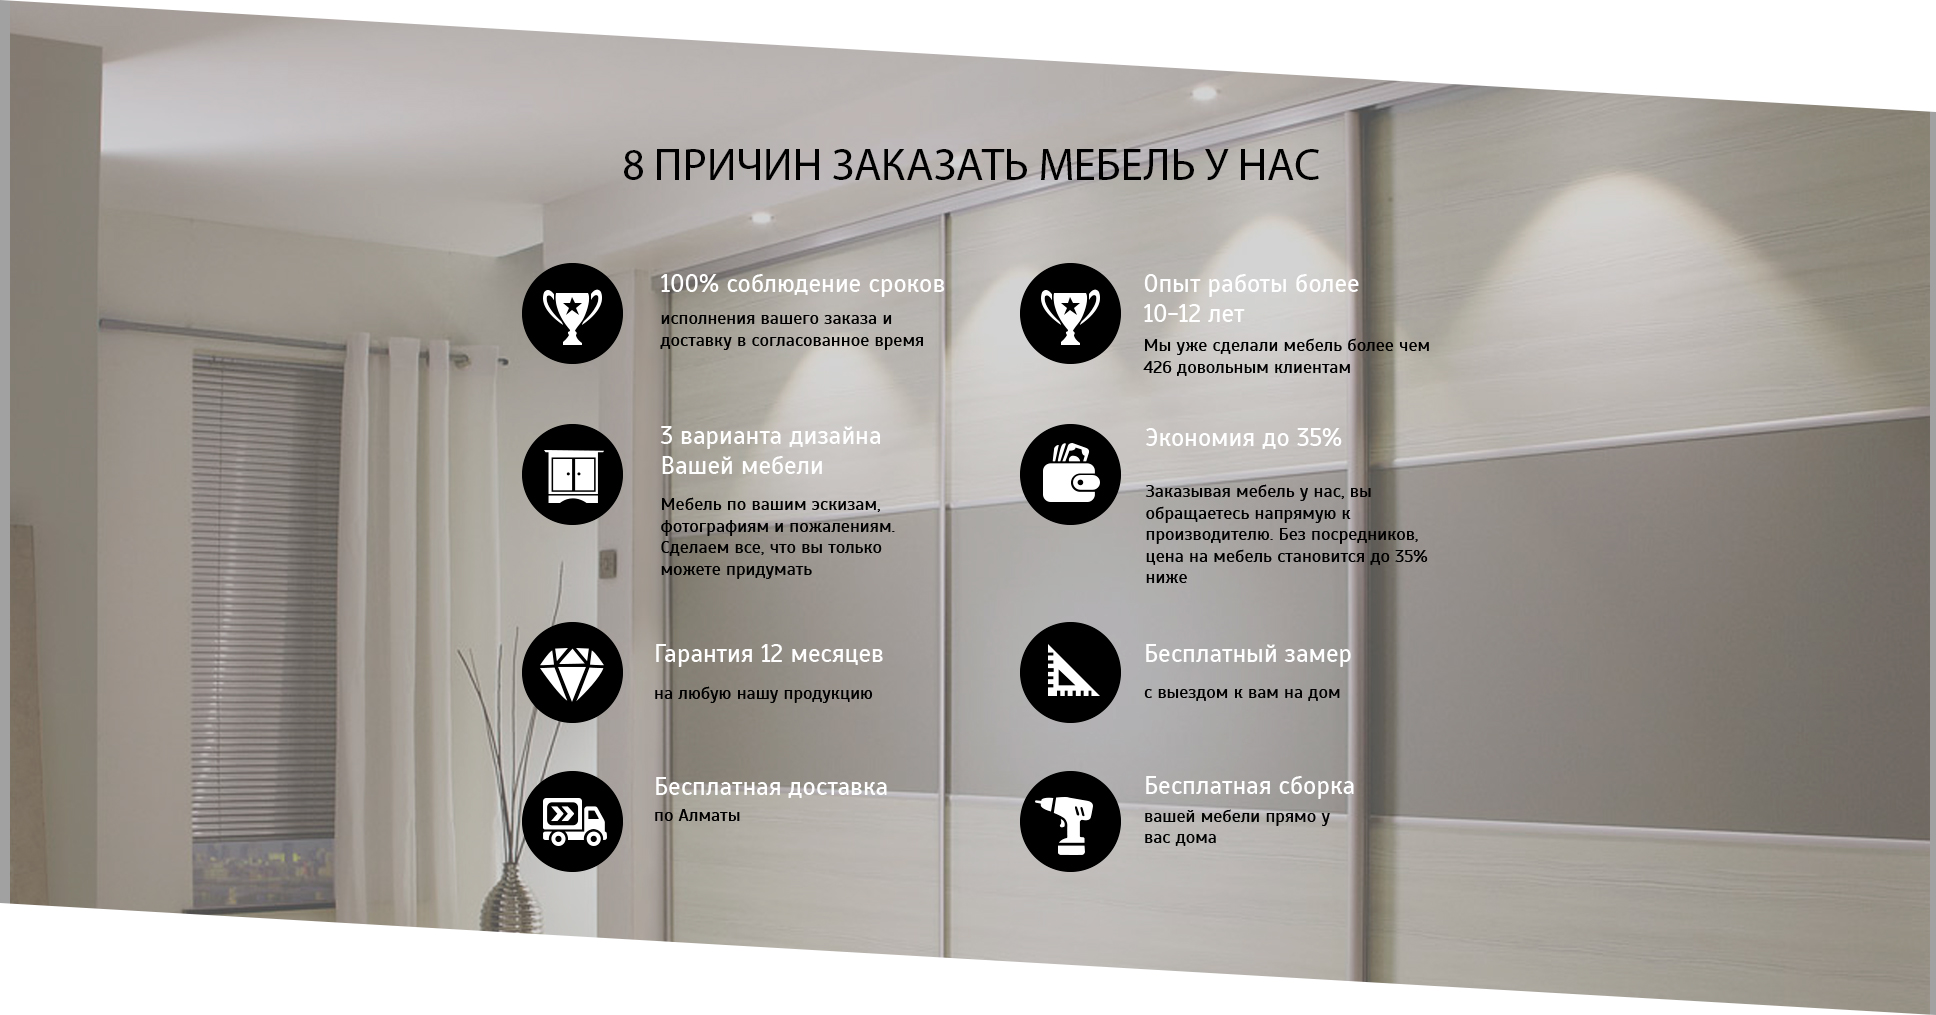 8 ПРИЧИН ЗАКАЗАТЬ МЕБЕЛЬ У НАС
100% соблюдение сроков
исполнения вашего заказа и
доставку в согласованное время
Опыт работы более
10-12 лет
Мы уже сделали мебель более чем
426 довольным клиентам
3 варианта дизайна
Вашей мебели
Мебель по вашим эскизам,
фотографиям и пожалениям.
Сделаем все, что вы только
можете придумать
Экономия до 35%
Заказывая мебель у нас, вы
обращаетесь напрямую к
производителю. Без посредников,
цена на мебель становится до 35%
ниже
Гарантия 12 месяцев
на любую нашу продукцию
Бесплатный замер
с выездом к вам на дом
Бесплатная доставка
по Алматы
Бесплатная сборка
вашей мебели прямо у
вас дома